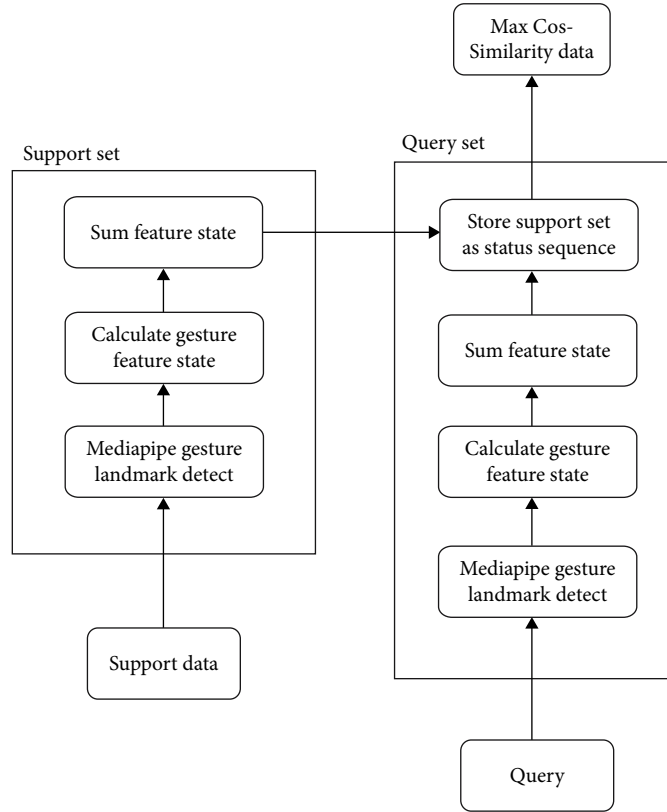 Max Cos-
Similarity data
Support set
Query set
Sum feature state
Store support set
as status sequence
Calculate gesture
feature state
Sum feature state
Mediapipe gesture
landmark detect
Calculate gesture
feature state
Mediapipe gesture
landmark detect
Support data
Query